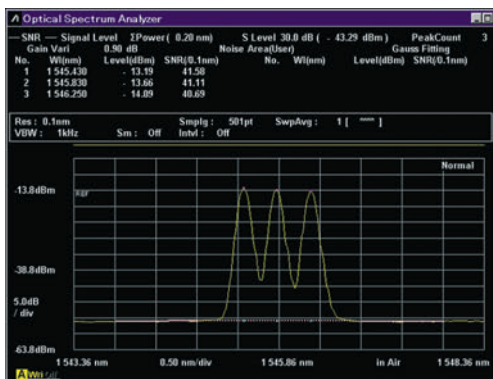 Optical Spectrum Analyzer
SNR — Signal Level ΣPower( 0.20 nm) S Level 30.0 dB ( - 43.29 dBm ) PeakCount 3
Gain Vari 0.90 dB Noise Area(User) Gauss Fitting
No. Wl(nm) Level(dBm) SNR(/0.1nm) No. Wl(nm) Level(dBm) SNR(/0.1nm)
1 1 545.430 - 13.19 41.58
2 1 545.830 - 13.66 41.11
3 1 546.250 - 14.09 40.69
Res : 0.1nm Smplg : 501pt SwpAvg : 1 [ **** ]
VBW : 1kHz Sm : Off Intvl : Off
Normal
-13.8dBm
-38.8dBm
5.0dB
/ div
-63.8dBm
1 543.36 nm 0.50 nm/div 1 545.86 nm in Air 1 548.36 nm
A Wri